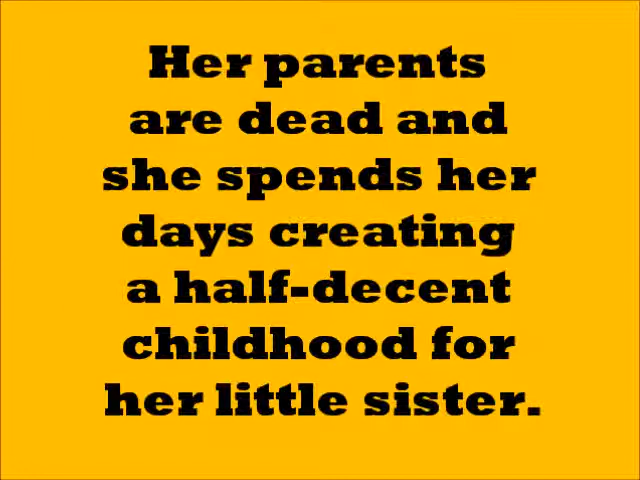 Her parents
are dead and
she spends her
days creating
a half-decent
childhood for
her little sister.